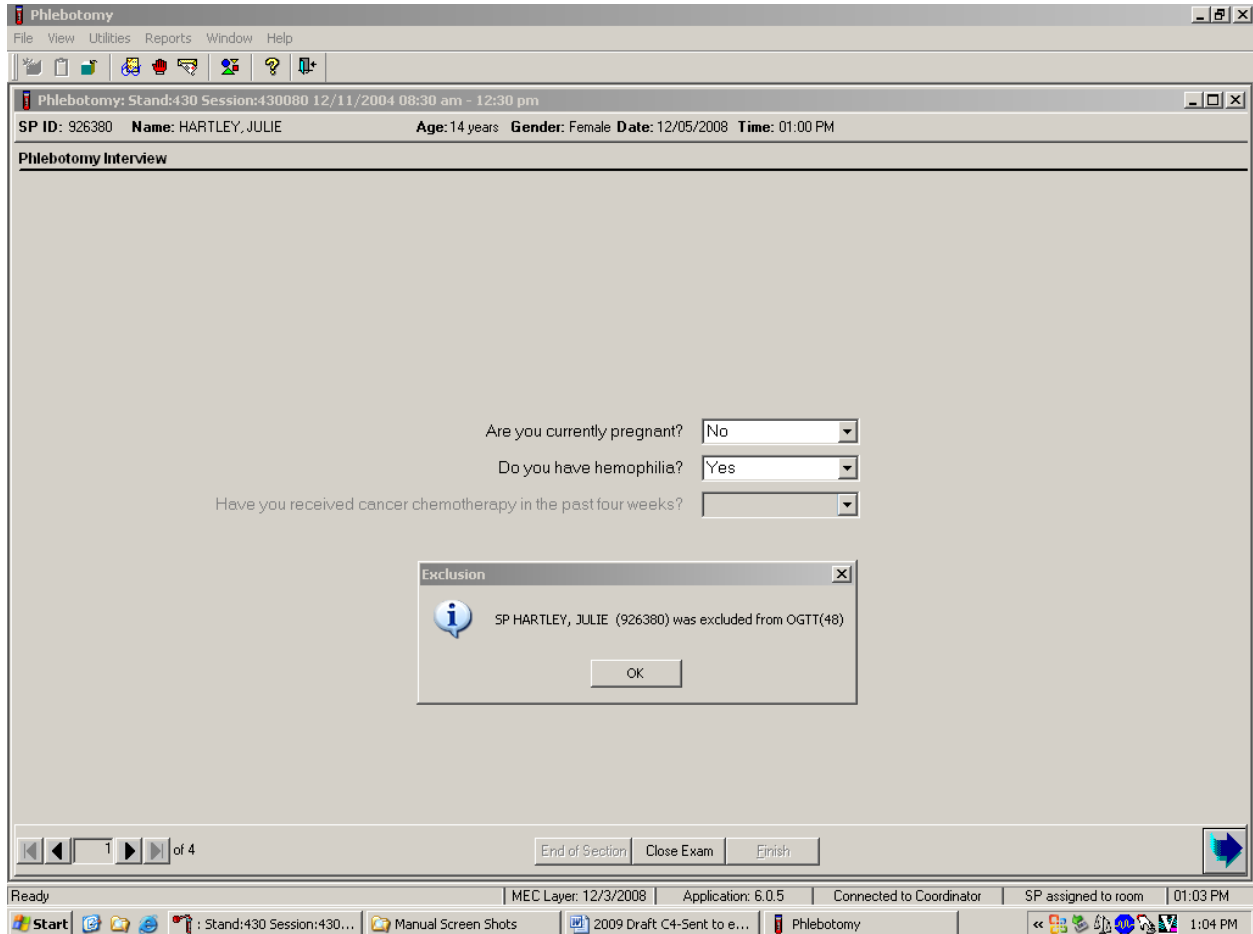 Phlebotomy
File View Utilities Reports Window Help
Phlebotomy: Stand:430 Session:430080 12/11/2004 08:30 am - 12:30 pm
SP ID: 926380 Name: HARTLEY, JULIE Age: 14 years Gender: Female Date: 12/05/2008 Time: 01:00 PM
Phlebotomy Interview
Are you currently pregnant? No
Do you have hemophilia? Yes
Have you received cancer chemotherapy in the past four weeks?
Exclusion
SP HARTLEY, JULIE (926380) was excluded from OGTT(48)
OK
1 of 4 End of Section Close Exam Finish
Ready MEC Layer: 12/3/2008 Application: 6.0.5 Connected to Coordinator SP assigned to room 01:03 PM
Start : Stand:430 Session:430... Manual Screen Shots 2009 Draft C4-Sent to e... Phlebotomy « 1:04 PM